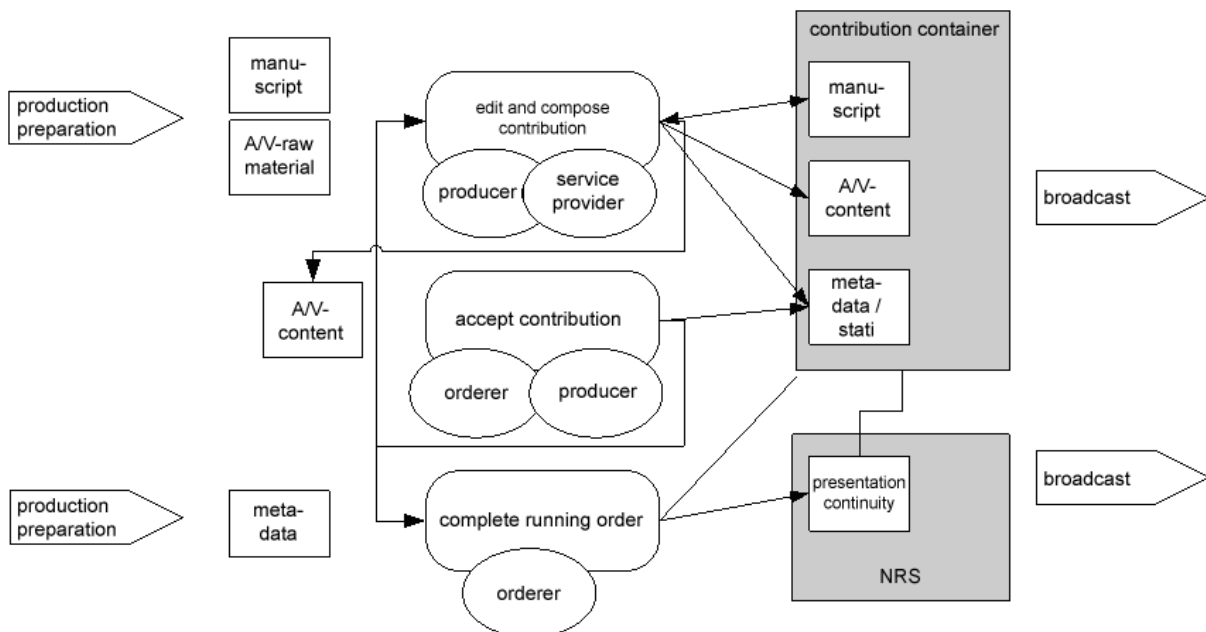 contribution container
manu-
script
production
preparation
A/V-raw
material
edit and compose
contribution
producer
service
provider
manu-
script
A/V-
content
broadcast
A/V-
content
accept contribution
orderer
producer
meta-
data /
stati
production
preparation
meta-
data
complete running order
orderer
presentation
continuity
NRS
broadcast